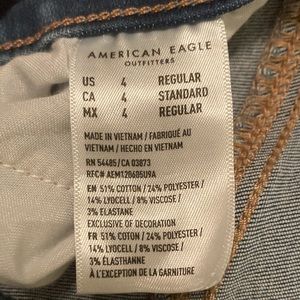 AMERICAN EAGLE
OUTFITTERS
US 4 REGULAR
CA 4 STANDARD
MX 4 REGULAR
MADE IN VIETNAM / FABRIQUÉ AU
VIETNAM / HECHO EN VIETNAM
RN 54485/CA 03873
RFC# AEM1206B5U9A
EN 51% COTTON / 24% POLYESTER /
14% LYOCELL / 8% VISCOSE /
3% ELASTANE
EXCLUSIVE OF DECORATION
FR 51% COTON / 24% POLYESTER /
14%LYOCELL / 8% VISCOSE /
3% ÉLASTHANNE
À L'EXCEPTION DE LA GARNITURE